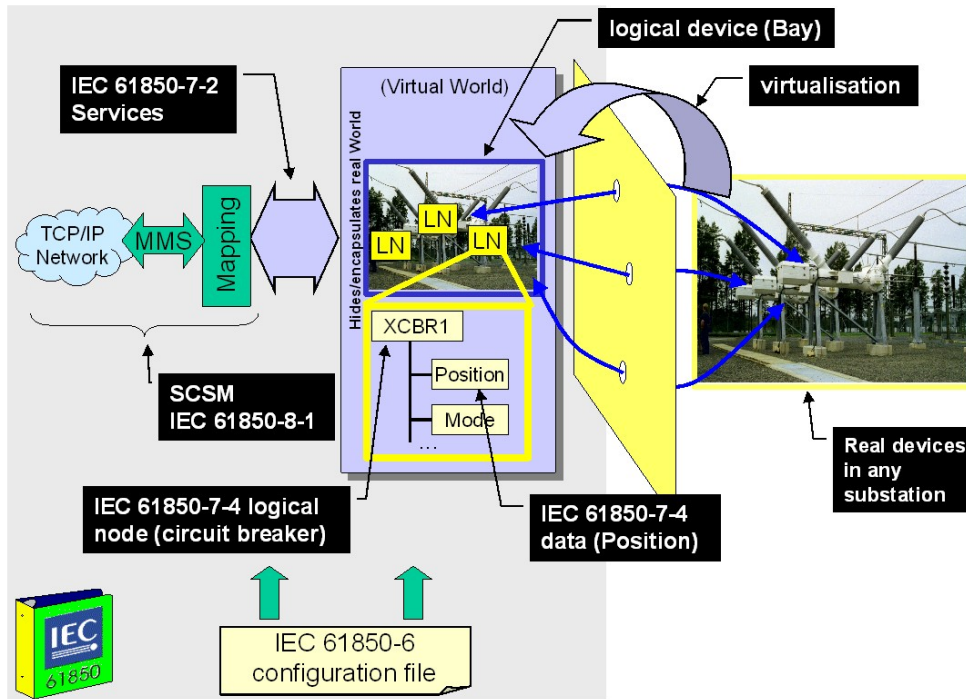 logical device (Bay)
IEC 61850-7-2
Services
(Virtual World)
virtualisation
Hides/encapsulates real World
TCP/IP
Network
MMS
Mapping
LN
LN
LN
XCBR1
Position
Mode
...
SCSM
IEC 61850-8-1
Real devices
in any
substation
IEC 61850-7-4 logical
node (circuit breaker)
IEC 61850-7-4
data (Position)
IEC 61850-6
configuration file
IEC
61850